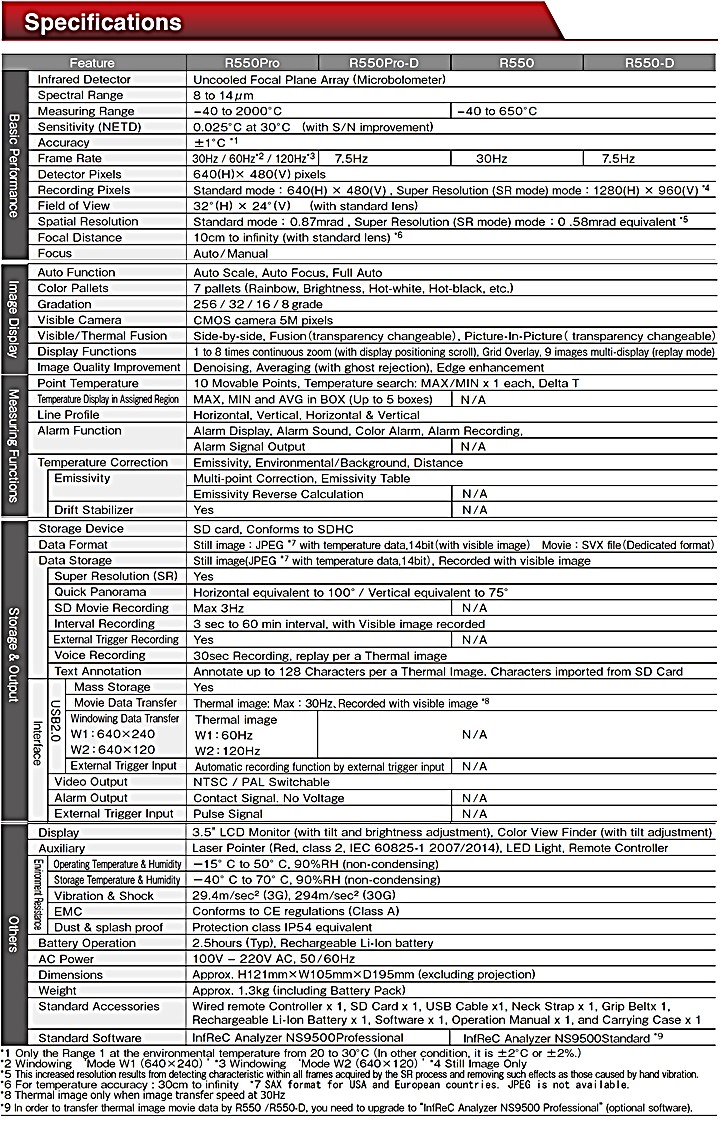 Specifications
Feature R550Pro R550Pro-D R550 R550-D
Basic Performance
Infrared Detector Uncooled Focal Plane Array (Microbolometer)
Spectral Range 8 to 14μm
Measuring Range −40 to 2000°C −40 to 650°C
Sensitivity (NETD) 0.025°C at 30°C (with S/N improvement)
Accuracy ±1°C *1
Frame Rate 30Hz / 60Hz*2 / 120Hz*3 7.5Hz 30Hz 7.5Hz
Detector Pixels 640(H)× 480(V) pixels
Recording Pixels Standard mode : 640(H) × 480(V) , Super Resolution (SR mode) mode : 1280(H) × 960(V) *4
Field of View 32°(H) × 24°(V) (with standard lens)
Spatial Resolution Standard mode : 0.87mrad , Super Resolution (SR mode) mode : 0 .58mrad equivalent *5
Focal Distance 10cm to infinity (with standard lens) *6
Focus Auto/Manual
Image Display
Auto Function Auto Scale, Auto Focus, Full Auto
Color Pallets 7 pallets (Rainbow, Brightness, Hot-white, Hot-black, etc.)
Gradation 256 / 32 / 16 / 8 grade
Visible Camera CMOS camera 5M pixels
Visible/Thermal Fusion Side-by-side, Fusion(transparency changeable), Picture-In-Picture( transparency changeable)
Display Functions 1 to 8 times continuous zoom (with display positioning scroll), Grid Overlay, 9 images multi-display (replay mode)
Image Quality Improvement Denoising, Averaging (with ghost rejection), Edge enhancement
Measuring Functions
Point Temperature 10 Movable Points, Temperature search: MAX/MIN x 1 each, Delta T
Temperature Display in Assigned Region MAX, MIN and AVG in BOX (Up to 5 boxes) N/A
Line Profile Horizontal, Vertical, Horizontal & Vertical
Alarm Function Alarm Display, Alarm Sound, Color Alarm, Alarm Recording,
Alarm Signal Output N/A
Temperature Correction Emissivity, Environmental/Background, Distance
Emissivity Multi-point Correction, Emissivity Table
Emissivity Reverse Calculation N/A
Drift Stabilizer Yes N/A
Storage & Output
Storage Device SD card, Conforms to SDHC
Data Format Still image : JPEG *7 with temperature data,14bit(with visible image) Movie : SVX file(Dedicated format)
Data Storage Still image(JPEG *7 with temperature data,14bit), Recorded with visible image
Super Resolution (SR) Yes
Quick Panorama Horizontal equivalent to 100° / Vertical equivalent to 75°
SD Movie Recording Max 3Hz N/A
Interval Recording 3 sec to 60 min interval, with Visible image recorded
External Trigger Recording Yes N/A
Voice Recording 30sec Recording, replay per a Thermal image
Text Annotation Annotate up to 128 Characters per a Thermal Image. Characters imported from SD Card
Interface
USB2.0
Mass Storage Yes
Movie Data Transfer Thermal image: Max : 30Hz, Recorded with visible image *8
Windowing Data Transfer Thermal image
W1:640×240 W1:60Hz N/A
W2:640×120 W2:120Hz
External Trigger Input Automatic recording function by external trigger input N/A
Video Output NTSC / PAL Switchable
Alarm Output Contact Signal. No Voltage N/A
External Trigger Input Pulse Signal N/A
Others
Display 3.5" LCD Monitor (with tilt and brightness adjustment), Color View Finder (with tilt adjustment)
Auxiliary Laser Pointer (Red, class 2, IEC 60825-1 2007/2014), LED Light, Remote Controller
Environment Resistance
Operating Temperature & Humidity −15° C to 50° C, 90%RH (non-condensing)
Storage Temperature & Humidity −40° C to 70° C, 90%RH (non-condensing)
Vibration & Shock 29.4m/sec² (3G), 294m/sec² (30G)
EMC Conforms to CE regulations (Class A)
Dust & splash proof Protection class IP54 equivalent
Battery Operation 2.5hours (Typ), Rechargeable Li-Ion battery
AC Power 100V − 220V AC, 50/60Hz
Dimensions Approx. H121mm×W105mm×D195mm (excluding projection)
Weight Approx. 1.3kg (including Battery Pack)
Standard Accessories Wired remote Controller x 1, SD Card x 1, USB Cable x1, Neck Strap x 1, Grip Beltx 1,
Rechargeable Li-Ion Battery x 1, Software x 1, Operation Manual x 1, and Carrying Case x 1
Standard Software InfReC Analyzer NS9500Professional InfReC Analyzer NS9500Standard *9
*1 Only the Range 1 at the environmental temperature from 20 to 30°C (In other condition, it is ±2°C or ±2%.)
*2 Windowing 'Mode W1 (640×240)' *3 Windowing 'Mode W2 (640×120)' *4 Still Image Only
*5 This increased resolution results from detecting characteristic within all frames acquired by the SR process and removing such effects as those caused by hand vibration.
*6 For temperature accuracy : 30cm to infinity *7 SAX format for USA and European countries. JPEG is not available.
*8 Thermal image only when image transfer speed at 30Hz
*9 In order to transfer thermal image movie data by R550 /R550-D, you need to upgrade to "InfReC Analyzer NS9500 Professional" (optional software).